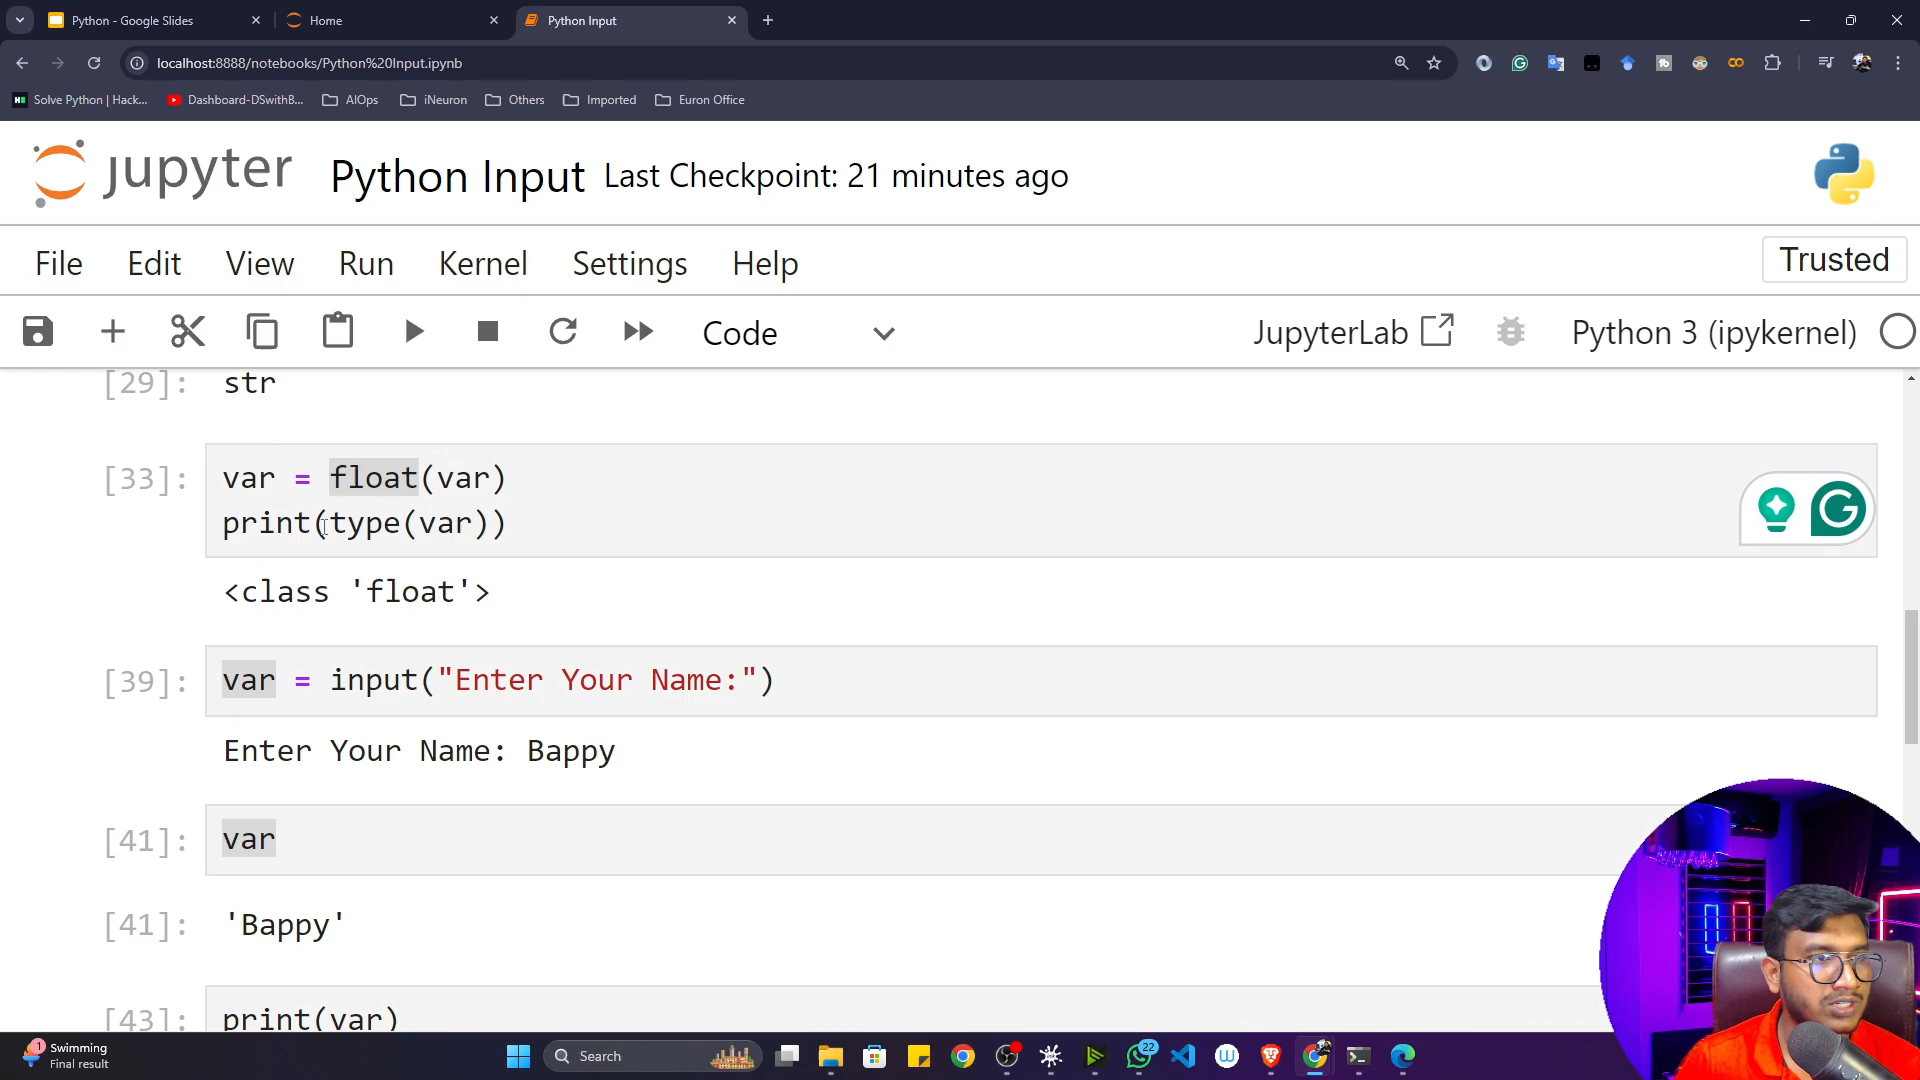 Python - Google Slides
Home
Python Input
localhost:8888/notebooks/Python%20Input.ipynb
Solve Python | Hack...
Dashboard-DSwithB...
AIOps
iNeuron
Others
Imported
Euron Office
jupyter
Python Input
Last Checkpoint: 21 minutes ago
File
Edit
View
Run
Kernel
Settings
Help
Trusted
Code
JupyterLab
Python 3 (ipykernel)
[29]: str
[33]: var = float(var)
print(type(var))
<class 'float'>
[39]: var = input("Enter Your Name:")
Enter Your Name: Bappy
[41]: var
[41]: 'Bappy'
[43]: print(var)
1
Swimming
Final result
Search
22